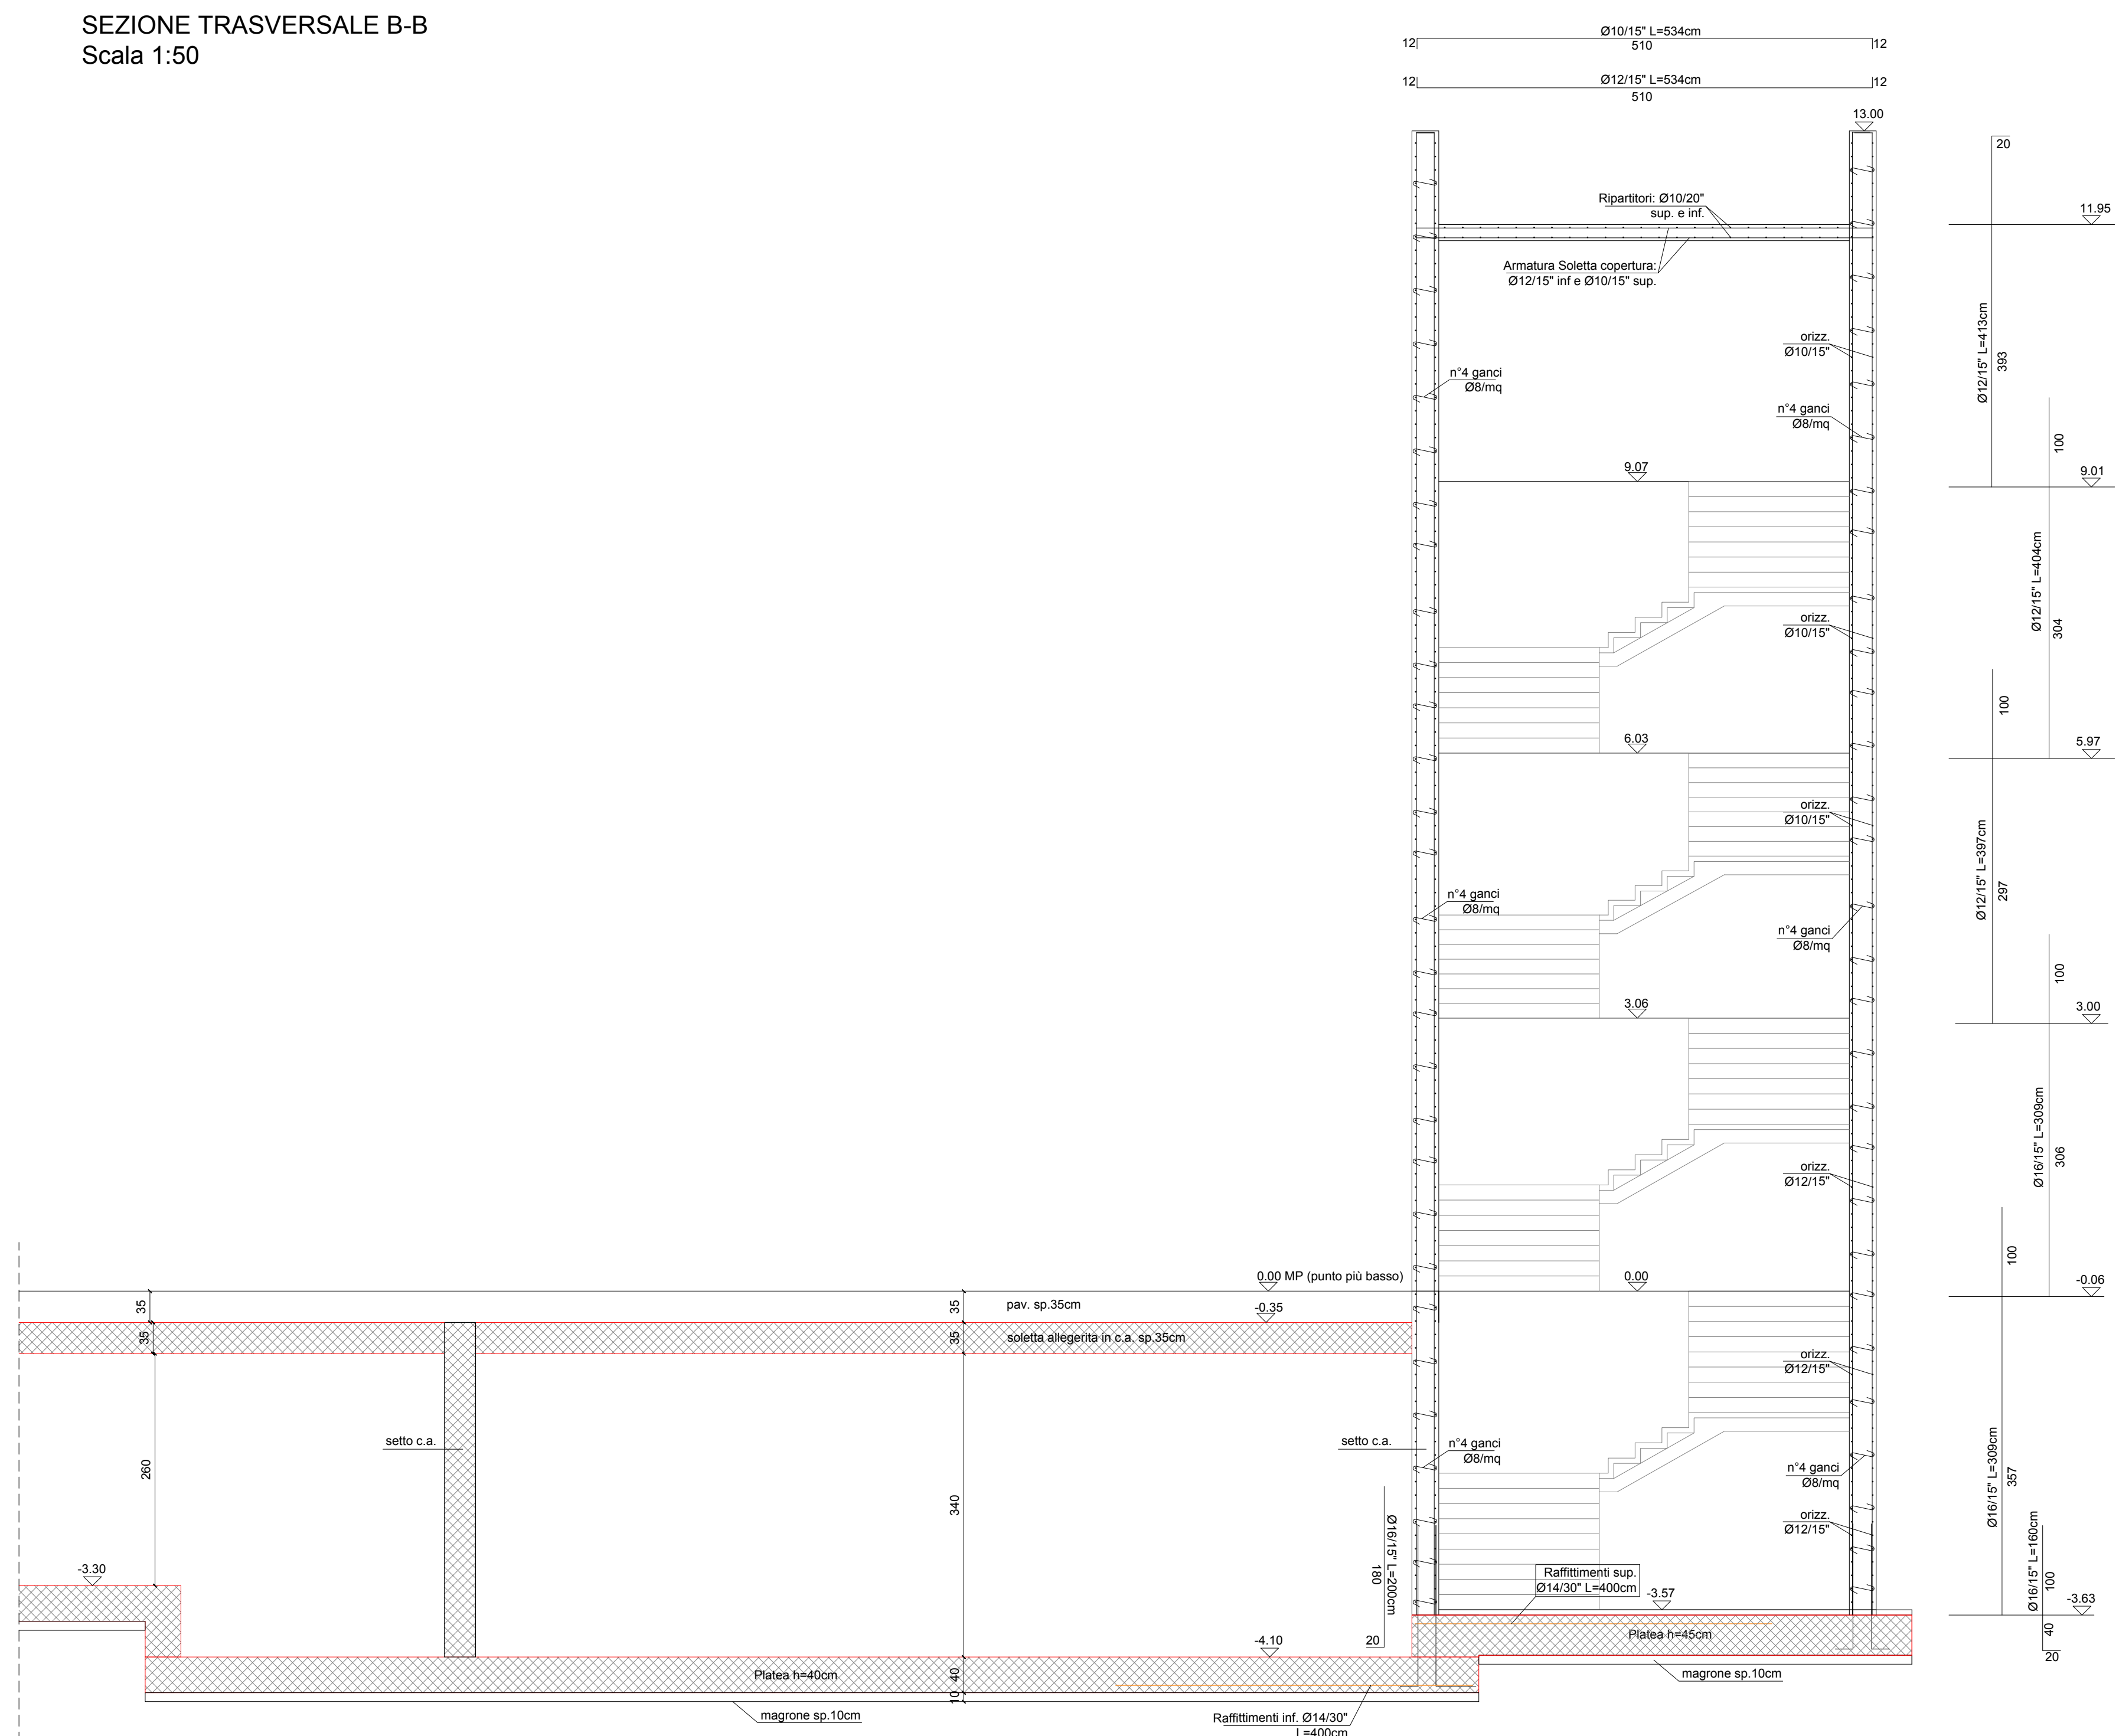 SEZIONE TRASVERSALE B-B
Scala 1:50
Ø10/15" L=534cm
12
510
12
Ø12/15" L=534cm
12
510
12
13.00
20
Ripartitori: Ø10/20"
sup. e inf.
11.95
Armatura Soletta copertura:
Ø12/15" inf e Ø10/15" sup.
orizz.
Ø10/15"
Ø12/15" L=413cm
393
n°4 ganci
Ø8/mq
n°4 ganci
Ø8/mq
100
9.07
9.01
Ø12/15" L=404cm
304
orizz.
Ø10/15"
100
6.03
5.97
orizz.
Ø10/15"
Ø12/15" L=397cm
297
n°4 ganci
Ø8/mq
n°4 ganci
Ø8/mq
100
3.06
3.00
Ø16/15" L=309cm
306
orizz.
Ø12/15"
100
0.00 MP (punto più basso)
0.00
-0.06
35
35
pav. sp.35cm
-0.35
35
35
soletta allegerita in c.a. sp.35cm
orizz.
Ø12/15"
setto c.a.
setto c.a.
n°4 ganci
Ø8/mq
260
340
n°4 ganci
Ø8/mq
Ø16/15" L=309cm
357
orizz.
Ø12/15"
Ø16/15" L=200cm
180
20
Ø16/15" L=160cm
100
40
20
-3.30
Raffittimenti sup.
Ø14/30" L=400cm
-3.57
-3.63
Platea h=45cm
-4.10
Platea h=40cm
40
10
magrone sp.10cm
magrone sp.10cm
Raffittimenti inf. Ø14/30"
L=400cm